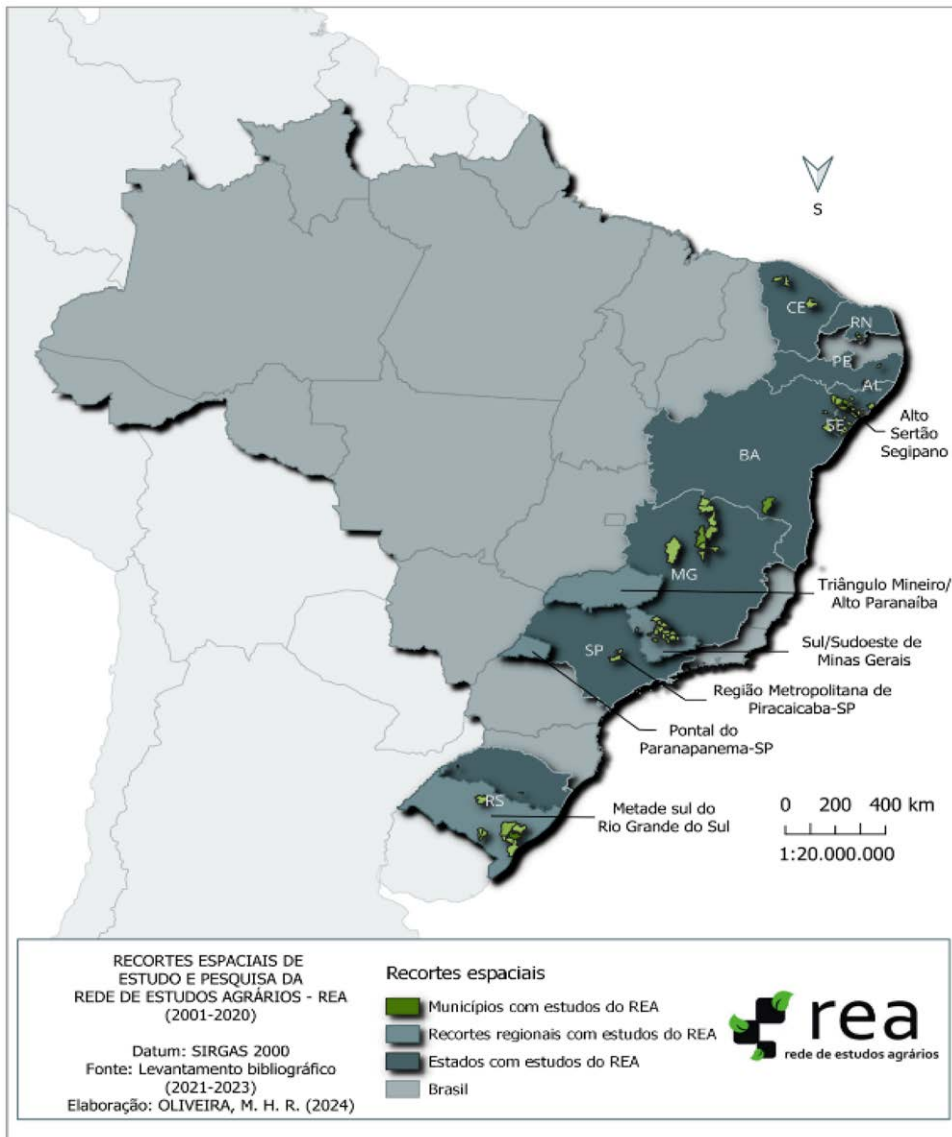 S
CE
RN
PB
AL
SE
Alto
Sertão
Segipano
BA
MG
Triângulo Mineiro/
Alto Paranaíba
Sul/Sudoeste de
Minas Gerais
SP
Região Metropolitana de
Piracaicaba-SP
Pontal do
Paranapanema-SP
RS
Metade sul do
Rio Grande do Sul
0 200 400 km
1:20.000.000
RECORTES ESPACIAIS DE
ESTUDO E PESQUISA DA
REDE DE ESTUDOS AGRÁRIOS - REA
(2001-2020)
Datum: SIRGAS 2000
Fonte: Levantamento bibliográfico
(2021-2023)
Elaboração: OLIVEIRA, M. H. R. (2024)
Recortes espaciais
Municípios com estudos do REA
Recortes regionais com estudos do REA
Estados com estudos do REA
Brasil
rea
rede de estudos agrários